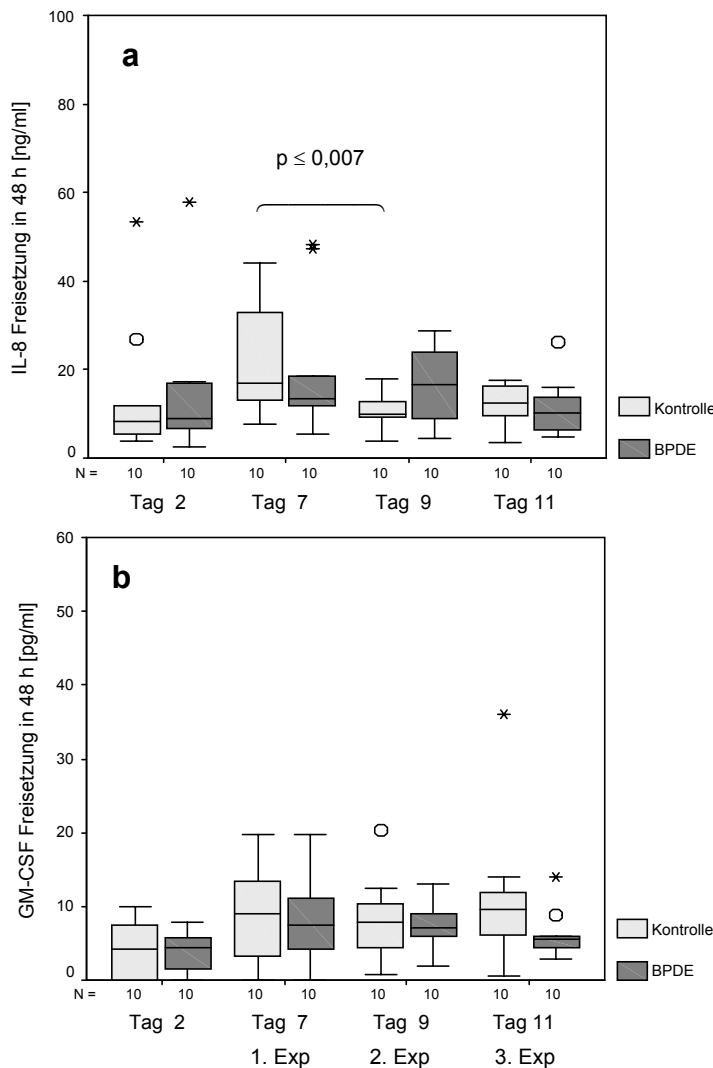 IL-8 Freisetzung in 48 h [ng/ml]
100
80
60
40
20
0
a
p ≤ 0,007
Kontrolle
BPDE
N = 10 10 10 10 10 10 10 10
Tag 2 Tag 7 Tag 9 Tag 11
GM-CSF Freisetzung in 48 h [pg/ml]
60
50
40
30
20
10
0
b
Kontrolle
BPDE
N = 10 10 10 10 10 10 10 10
Tag 2 Tag 7 Tag 9 Tag 11
1. Exp 2. Exp 3. Exp